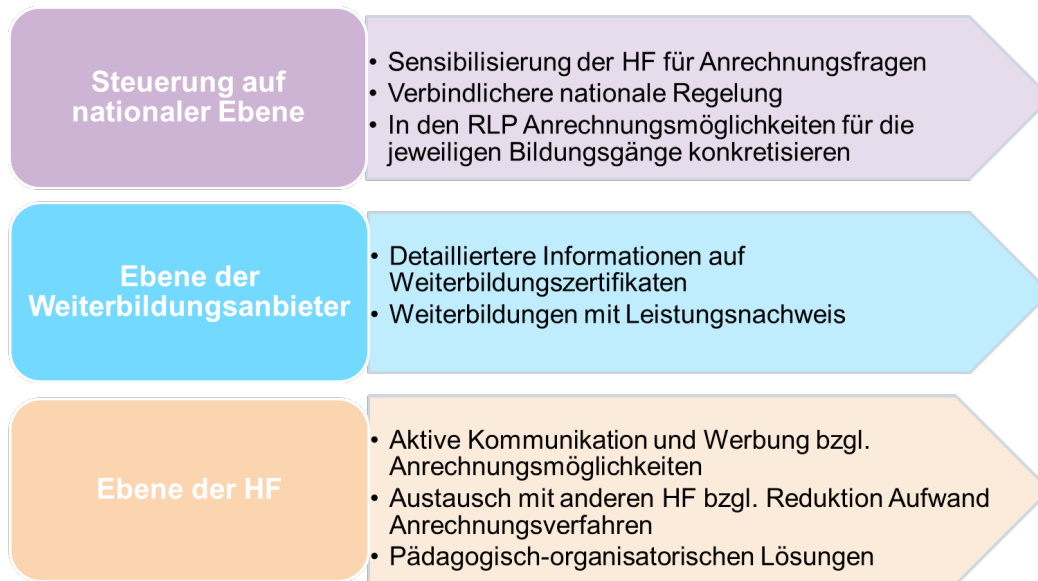 Steuerung auf
nationaler Ebene
• Sensibilisierung der HF für Anrechnungsfragen
• Verbindlichere nationale Regelung
• In den RLP Anrechnungsmöglichkeiten für die
jeweiligen Bildungsgänge konkretisieren
Ebene der
Weiterbildungsanbieter
• Detailliertere Informationen auf
Weiterbildungszertifikaten
• Weiterbildungen mit Leistungsnachweis
Ebene der HF
• Aktive Kommunikation und Werbung bzgl.
Anrechnungsmöglichkeiten
• Austausch mit anderen HF bzgl. Reduktion Aufwand
Anrechnungsverfahren
• Pädagogisch-organisatorischen Lösungen